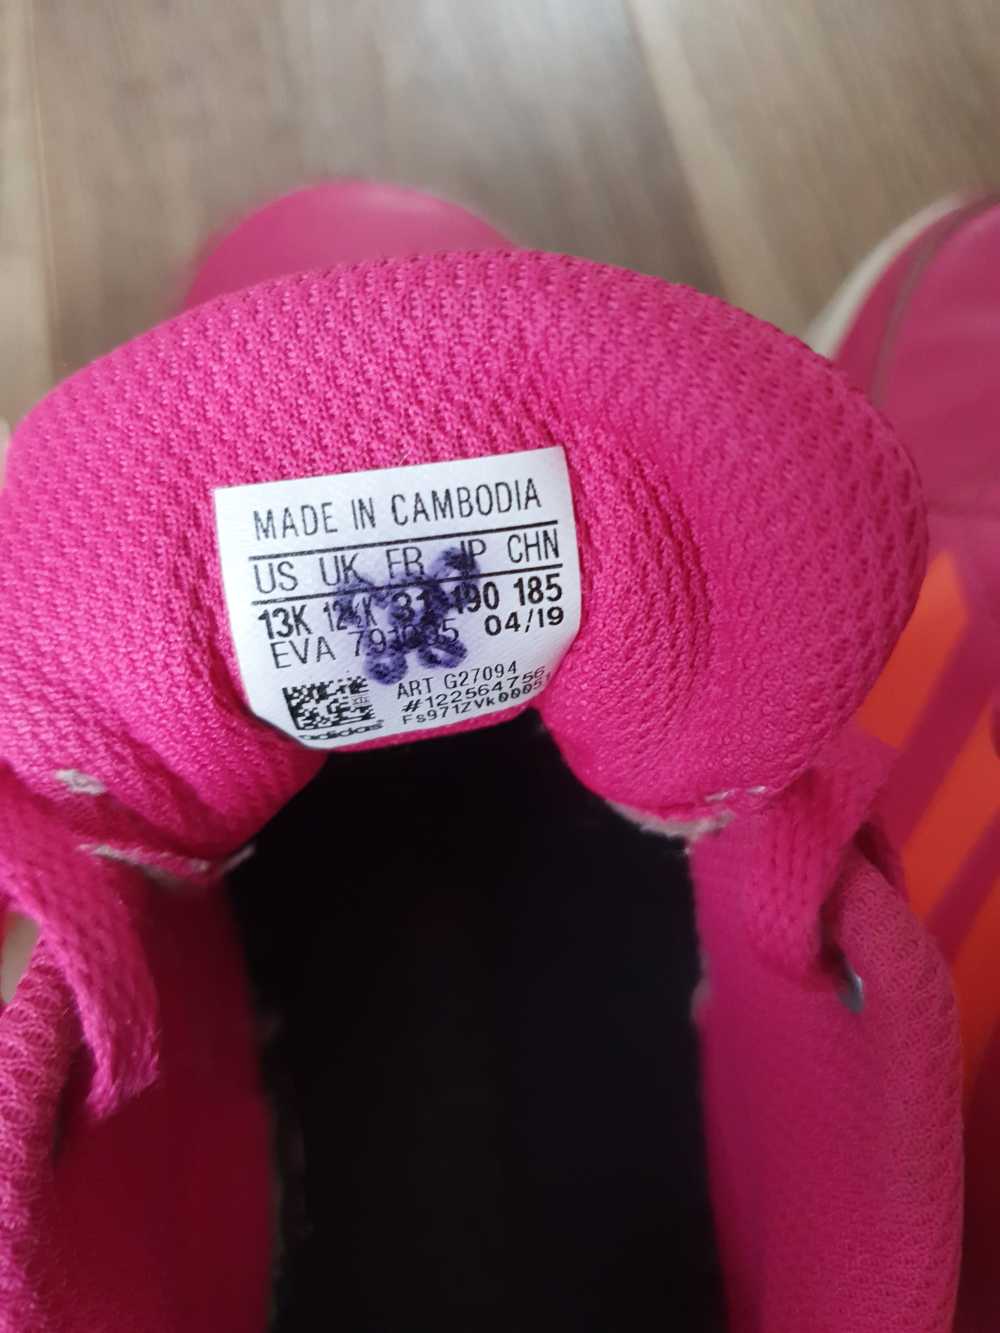 MADE IN CAMBODIA
US UK FR JP CHN
13K 12½K 31 190 185
EVA 04/19
ART G27094
#122564756
adidas